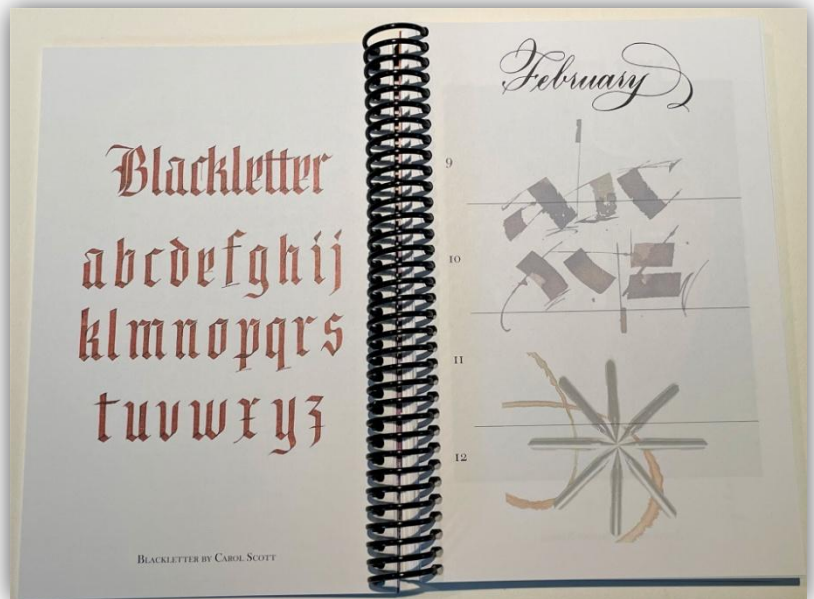 Blackletter
abcdefghij
klmnopqrs
tuvwxyz
BLACKLETTER BY CAROL SCOTT
February
9
10
11
12